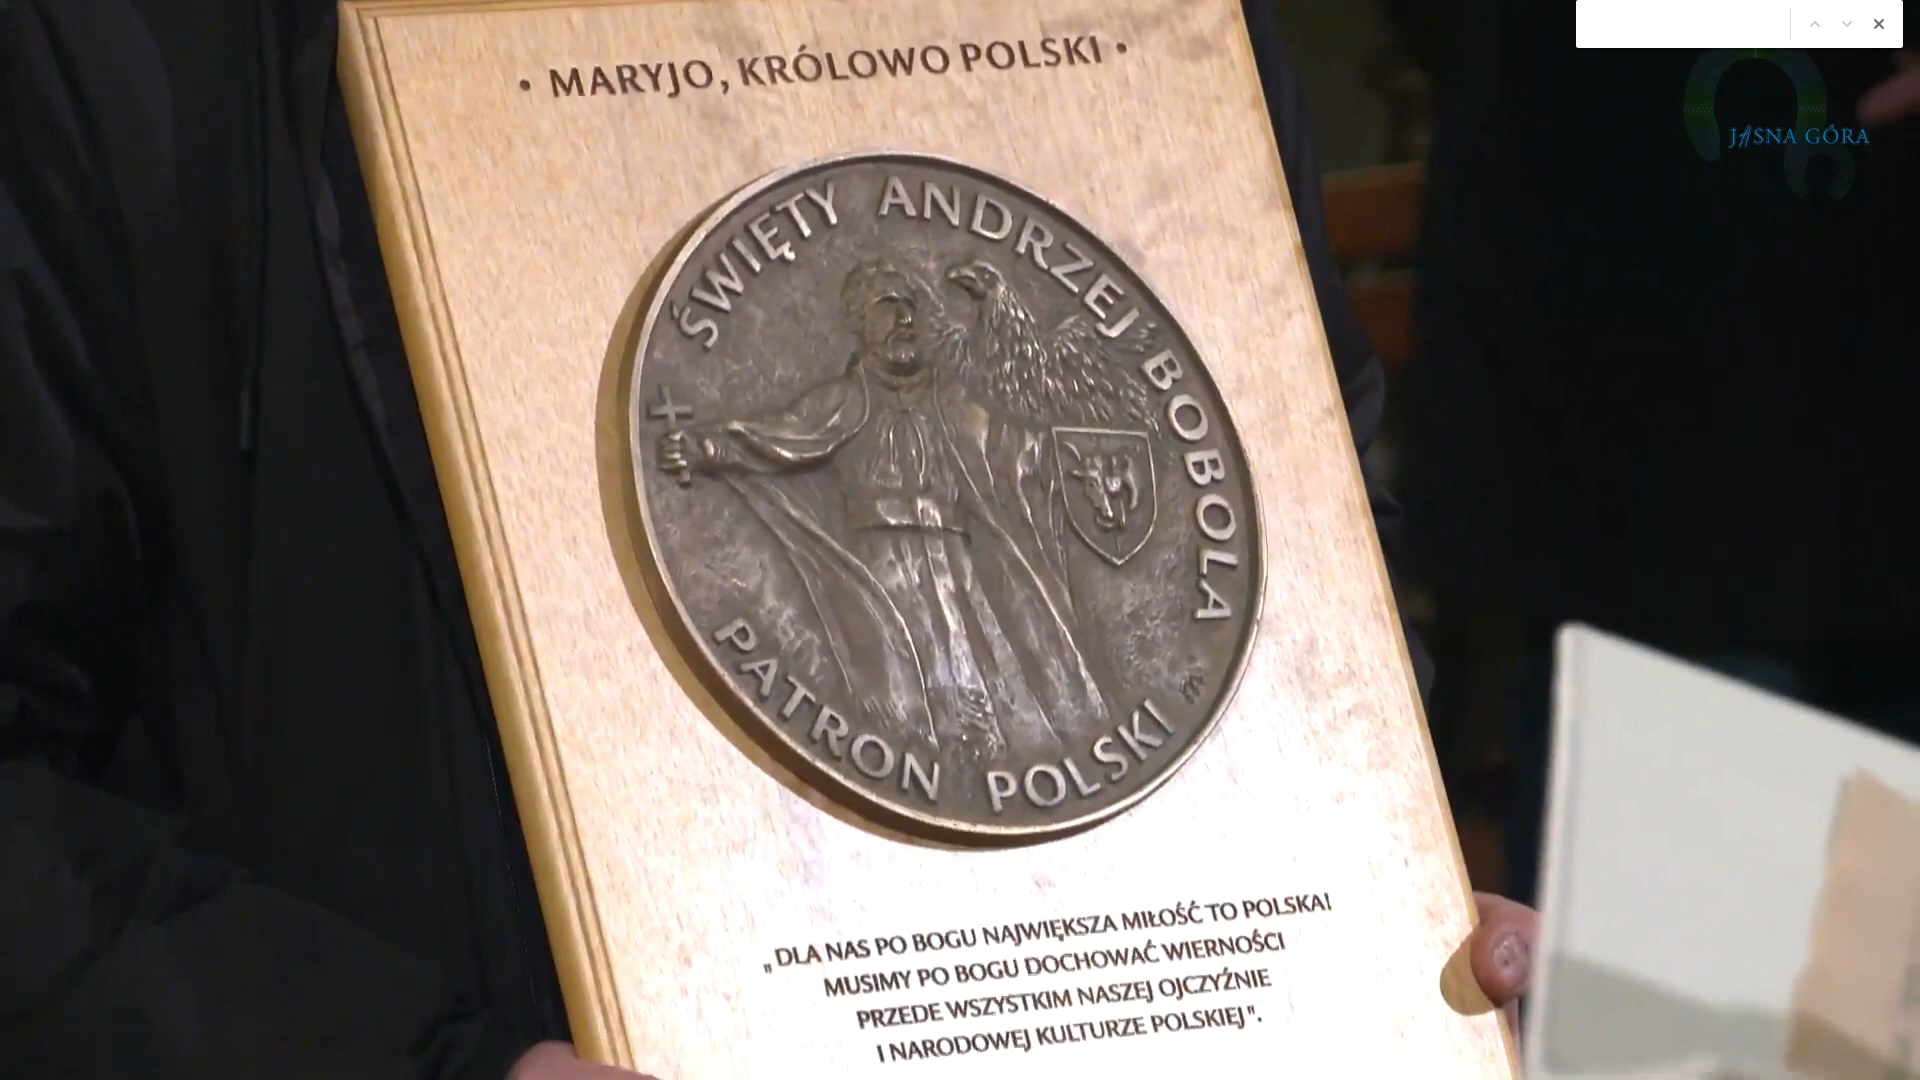 • MARYJO, KRÓLOWO POLSKI •
ŚWIĘTY ANDRZEJ BOBOLA
PATRON POLSKI
„DLA NAS PO BOGU NAJWIĘKSZA MIŁOŚĆ TO POLSKA!
MUSIMY PO BOGU DOCHOWAĆ WIERNOŚCI
PRZEDE WSZYSTKIM NASZEJ OJCZYŹNIE
I NARODOWEJ KULTURZE POLSKIEJ".
JASNA GÓRA